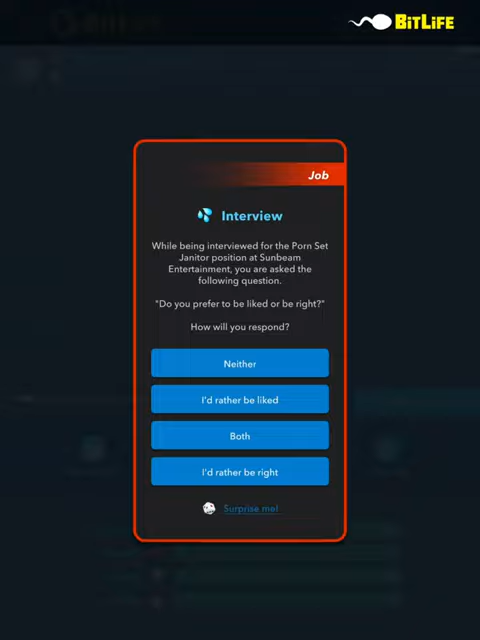 BitLife
Job
Interview
While being interviewed for the Porn Set
Janitor position at Sunbeam
Entertainment, you are asked the
following question.
"Do you prefer to be liked or be right?"
How will you respond?
Neither
I'd rather be liked
Both
I'd rather be right
Surprise me!